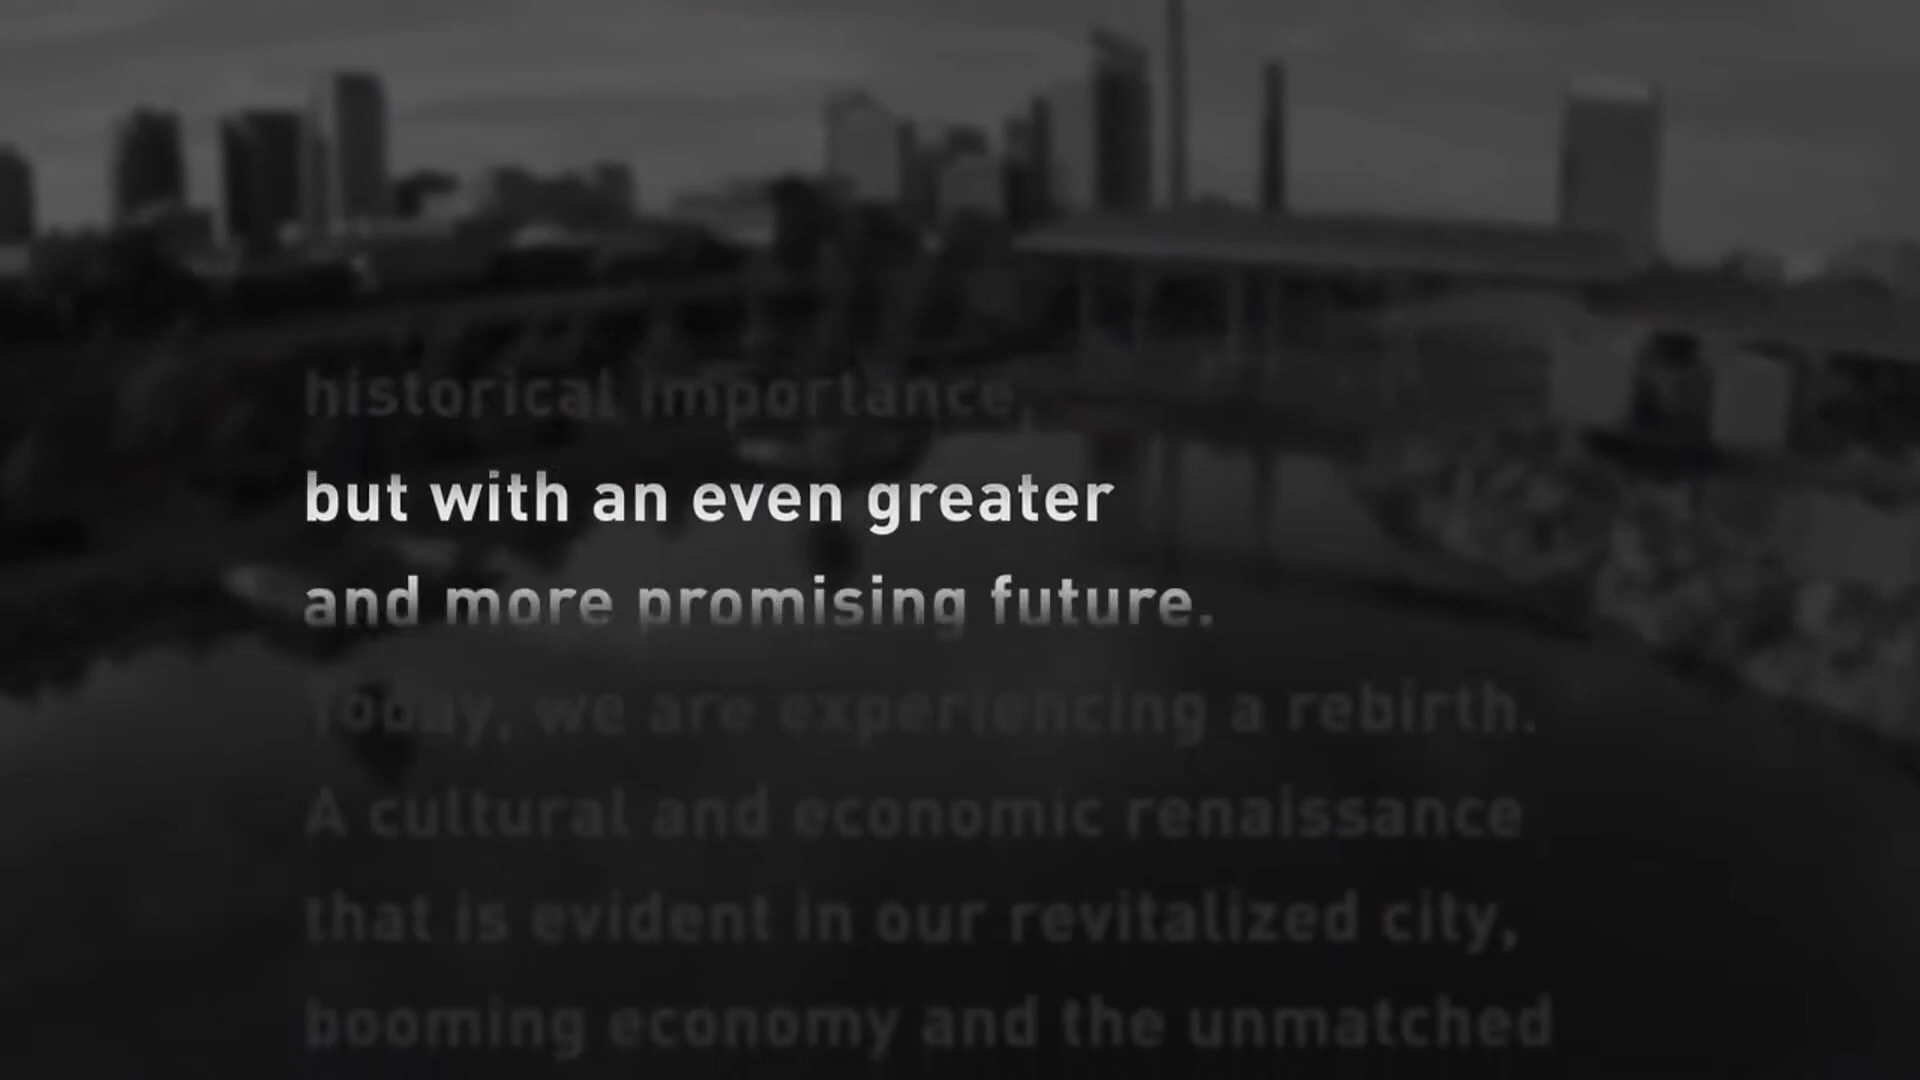 historical importance,
but with an even greater
and more promising future.
Today, we are experiencing a rebirth.
A cultural and economic renaissance
that is evident in our revitalized city,
booming economy and the unmatched